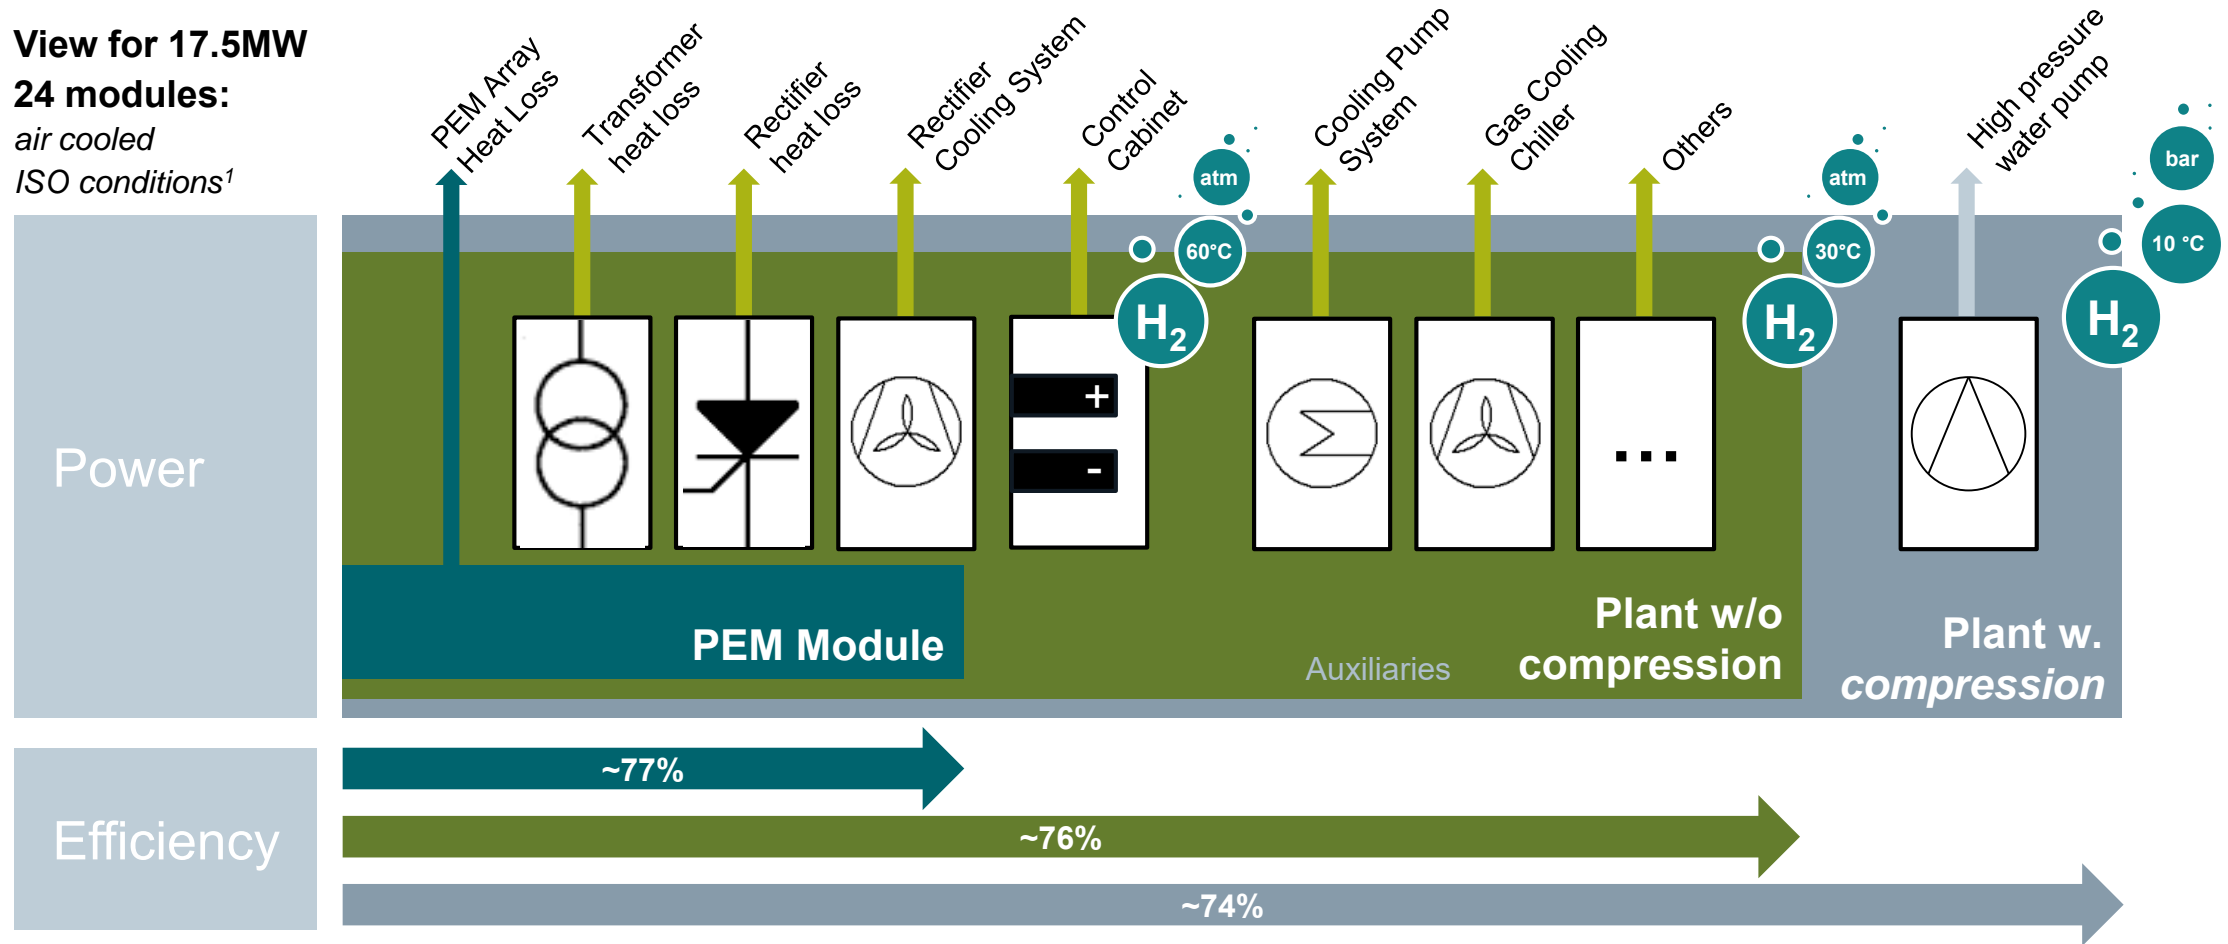 View for 17.5MW
24 modules:
air cooled
ISO conditions¹
PEM Array
Heat Loss
Transformer
heat loss
Rectifier
heat loss
Rectifier
Cooling System
Control
Cabinet
Cooling Pump
System
Gas Cooling
Chiller
Others
High pressure
water pump
atm
60°C
H₂
atm
30°C
H₂
bar
10 °C
H₂
Power
+
-
...
PEM Module
Auxiliaries
Plant w/o
compression
Plant w.
compression
Efficiency
~77%
~76%
~74%